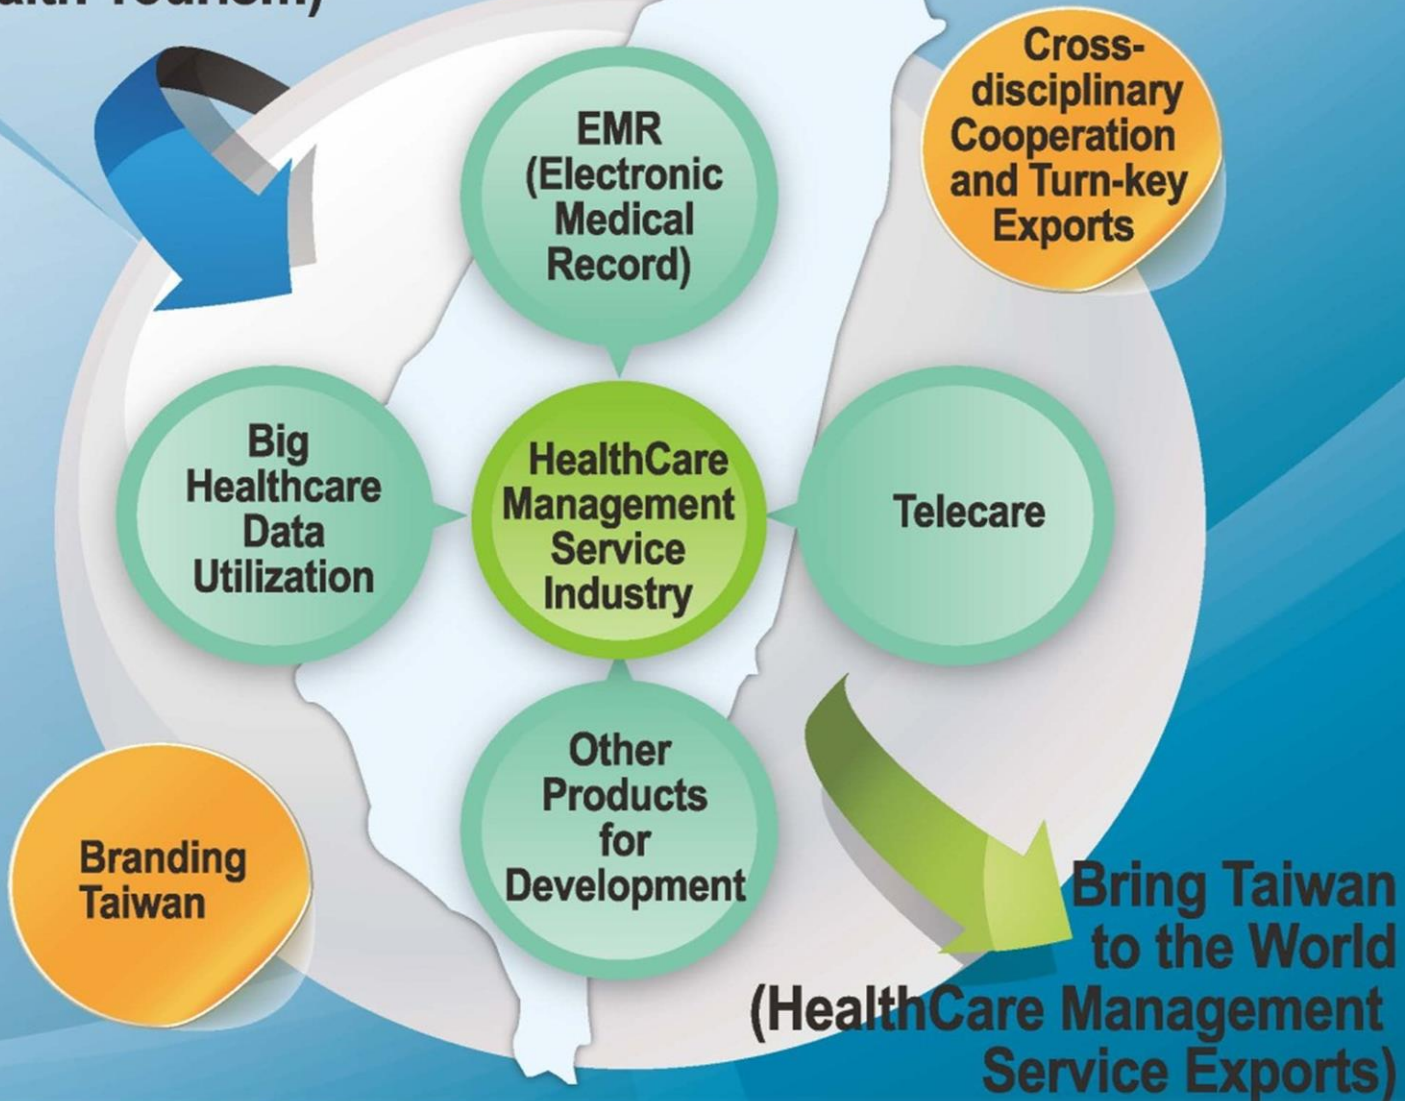 Tourism)
Cross-
disciplinary
Cooperation
and Turn-key
Exports
EMR
(Electronic
Medical
Record)
Big
Healthcare
Data
Utilization
HealthCare
Management
Service
Industry
Telecare
Other
Products
for
Development
Branding
Taiwan
Bring Taiwan
to the World
(HealthCare Management
Service Exports)